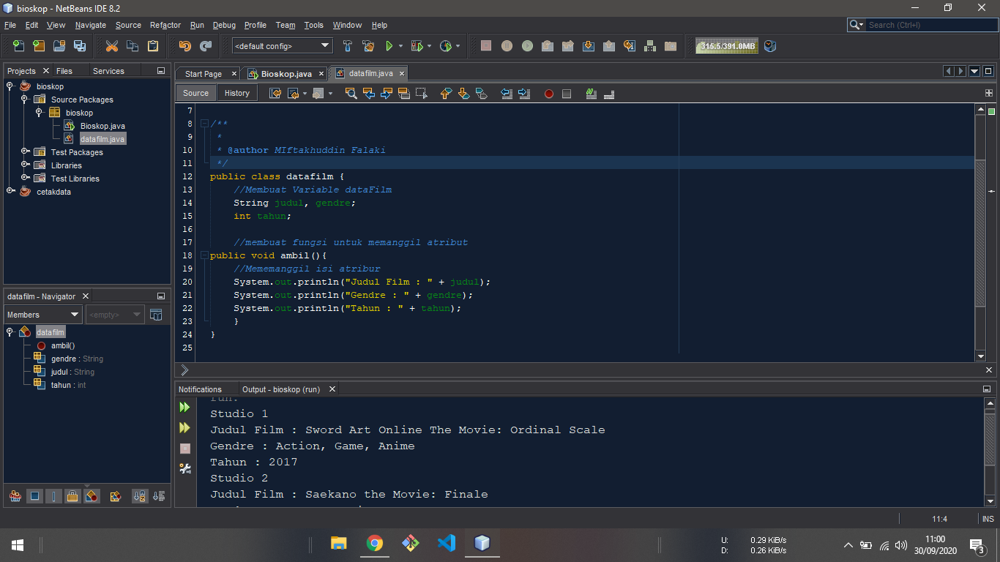 bioskop - NetBeans IDE 8.2
File Edit View Navigate Source Refactor Run Debug Profile Team Tools Window Help
Search (Ctrl+I)
<default config>
315.5/391.0MB
Projects Files Services
Start Page Bioskop.java datafilm.java
Source History
bioskop
Source Packages
bioskop
Bioskop.java
datafilm.java
Test Packages
Libraries
Test Libraries
cetakdata
7
8 /**
9 *
10 * @author MIftakhuddin Falaki
11 */
12 public class datafilm {
13 //Membuat Variable dataFilm
14 String judul, gendre;
15 int tahun;
16
17 //membuat fungsi untuk memanggil atribut
18 public void ambil(){
19 //Mememanggil isi atribur
20 System.out.println("Judul Film : " + judul);
21 System.out.println("Gendre : " + gendre);
22 System.out.println("Tahun : " + tahun);
23 }
24 }
25
datafilm - Navigator
Members <empty>
datafilm
ambil()
gendre : String
judul : String
tahun : int
Notifications Output - bioskop (run)
run:
Studio 1
Judul Film : Sword Art Online The Movie: Ordinal Scale
Gendre : Action, Game, Anime
Tahun : 2017
Studio 2
Judul Film : Saekano the Movie: Finale
11:4 INS
U: 0.29 KiB/s
D: 0.26 KiB/s
11:00
30/09/2020
3